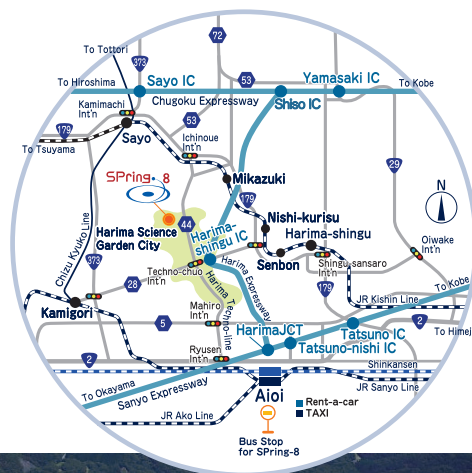 72
To Tottori
373
To Hiroshima
Sayo IC
53
Yamasaki IC
To Kobe
Chugoku Expressway
Shiso IC
Kamimachi
Int'n
53
179
Sayo
Ichinoue
Int'n
To Tsuyama
29
SPring-8
Mikazuki
179
N
44
Nishi-kurisu
Harima Science
Garden City
Harima-
shingu IC
Harima-shingu
Oiwake
Int'n
Chizu Kyuko Line
373
Senbon
Shingu-sansaro
Int'n
Techno-chuo
Int'n
Harima Expressway
28
Harima Techno-line
179
To Kobe
JR Kishin Line
Kamigori
Mahiro
Int'n
5
HarimaJCT
Tatsuno IC
2
To Himeji
Tatsuno-nishi IC
2
Ryusen
Int'n
Shinkansen
To Okayama
Sanyo Expressway
Aioi
JR Sanyo Line
JR Ako Line
Rent-a-car
TAXI
Bus Stop
for SPring-8